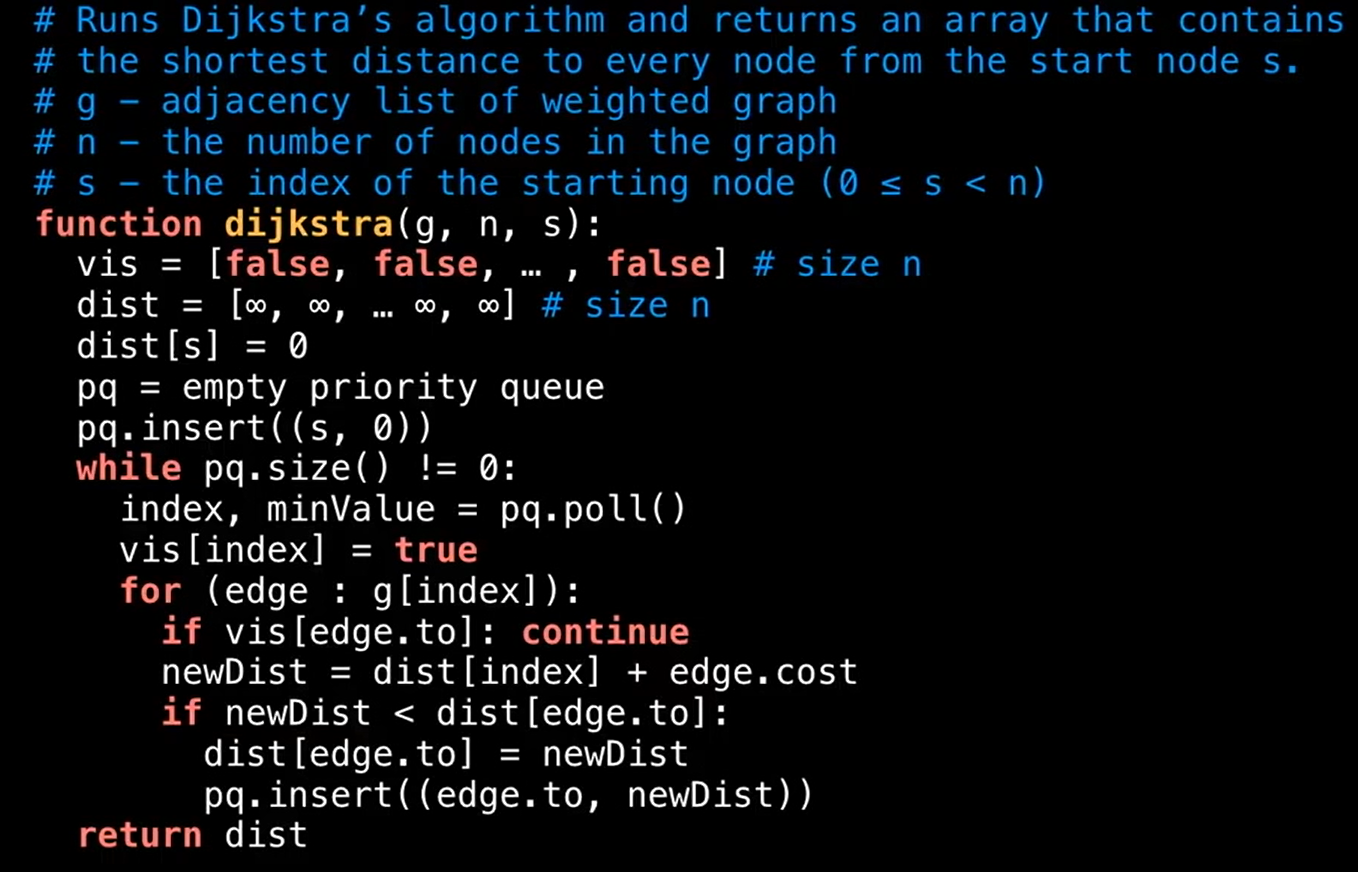 # Runs Dijkstra’s algorithm and returns an array that contains
# the shortest distance to every node from the start node s.
# g – adjacency list of weighted graph
# n – the number of nodes in the graph
# s – the index of the starting node (0 ≤ s < n)
function dijkstra(g, n, s):
  vis = [false, false, … , false] # size n
  dist = [∞, ∞, … ∞, ∞] # size n
  dist[s] = 0
  pq = empty priority queue
  pq.insert((s, 0))
  while pq.size() != 0:
    index, minValue = pq.poll()
    vis[index] = true
    for (edge : g[index]):
      if vis[edge.to]: continue
      newDist = dist[index] + edge.cost
      if newDist < dist[edge.to]:
        dist[edge.to] = newDist
        pq.insert((edge.to, newDist))
  return dist